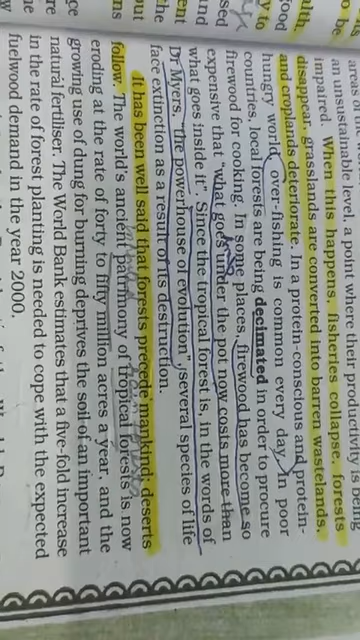 an unsustainable level, a point where their productivity is being
impaired. When this happens, fisheries collapse, forests
disappear, grasslands are converted into barren wastelands,
and croplands deteriorate. In a protein-conscious and protein-
hungry world, over-fishing is common every day. In poor
countries, local forests are being decimated in order to procure
firewood for cooking. In some places, firewood has become so
expensive that "what goes under the pot now costs more than
what goes inside it". Since the tropical forest is, in the words of
Dr Myers, "the powerhouse of evolution", several species of life
face extinction as a result of its destruction.
It has been well said that forests precede mankind; deserts
follow. The world's ancient patrimony of tropical forests is now
eroding at the rate of forty to fifty million acres a year, and the
growing use of dung for burning deprives the soil of an important
natural fertiliser. The World Bank estimates that a five-fold increase
in the rate of forest planting is needed to cope with the expected
fuelwood demand in the year 2000.